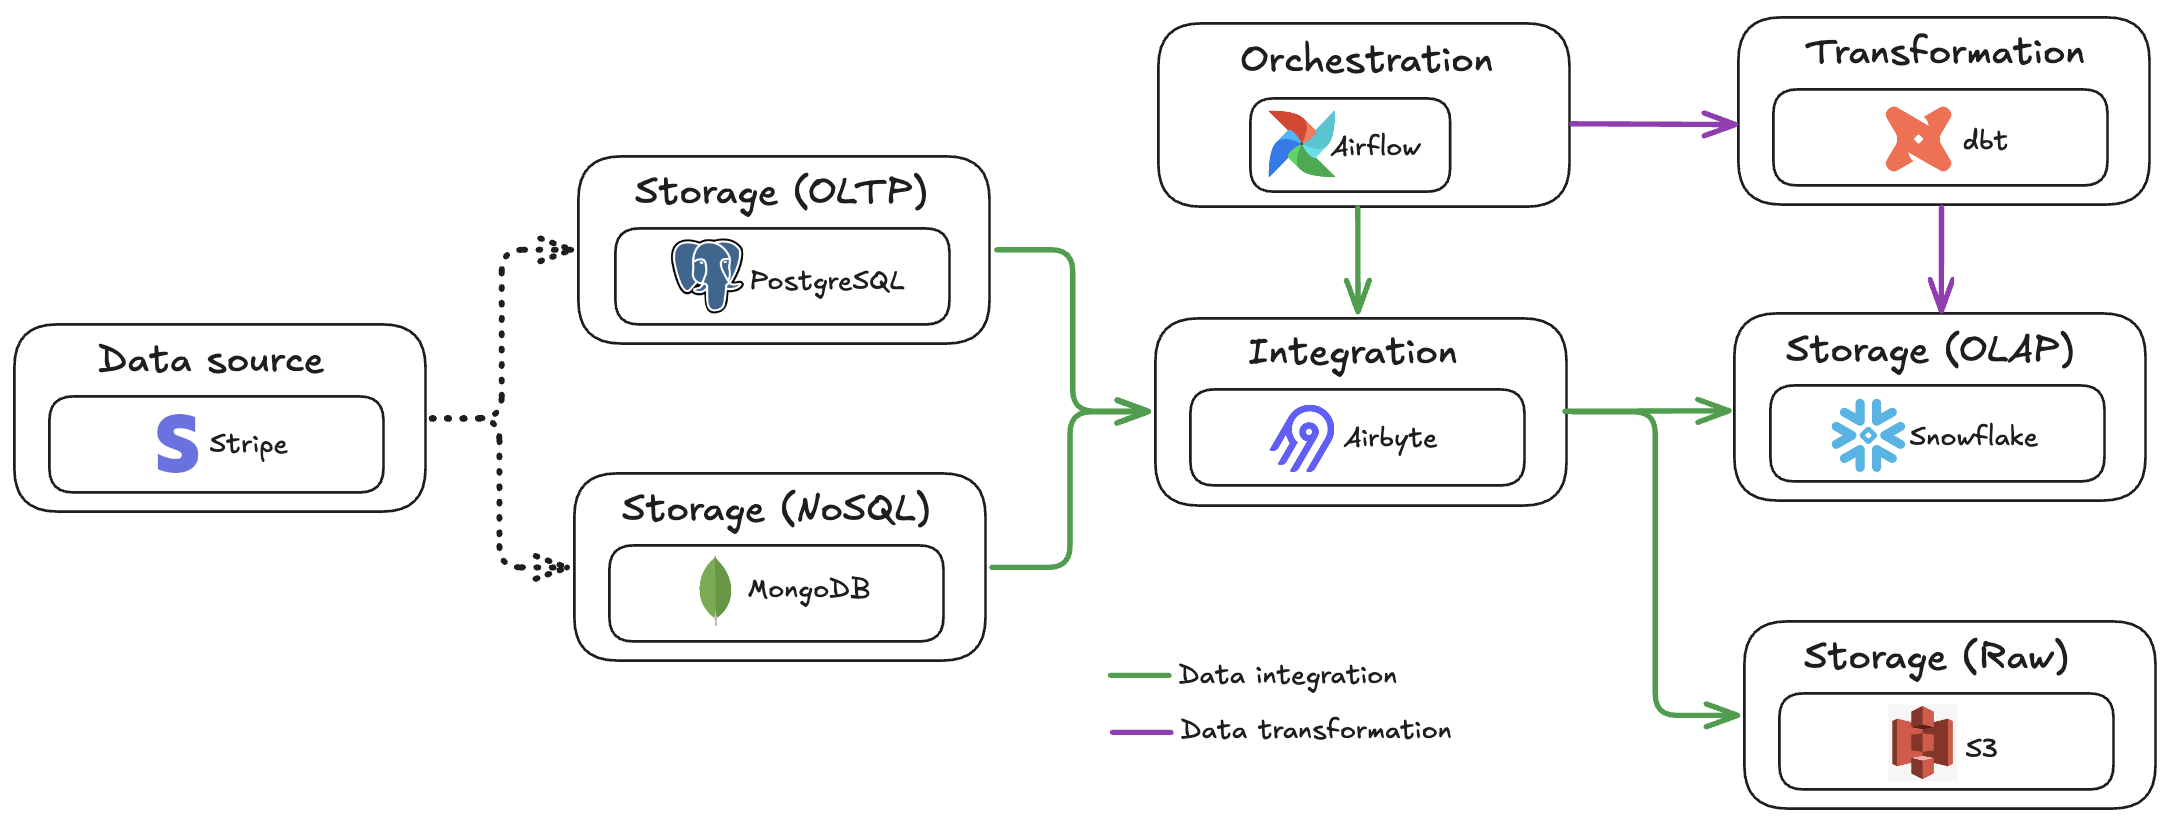 Data source
Stripe
Storage (OLTP)
PostgreSQL
Storage (NoSQL)
MongoDB
Orchestration
Airflow
Integration
Airbyte
Transformation
dbt
Storage (OLAP)
Snowflake
Storage (Raw)
S3
Data integration
Data transformation